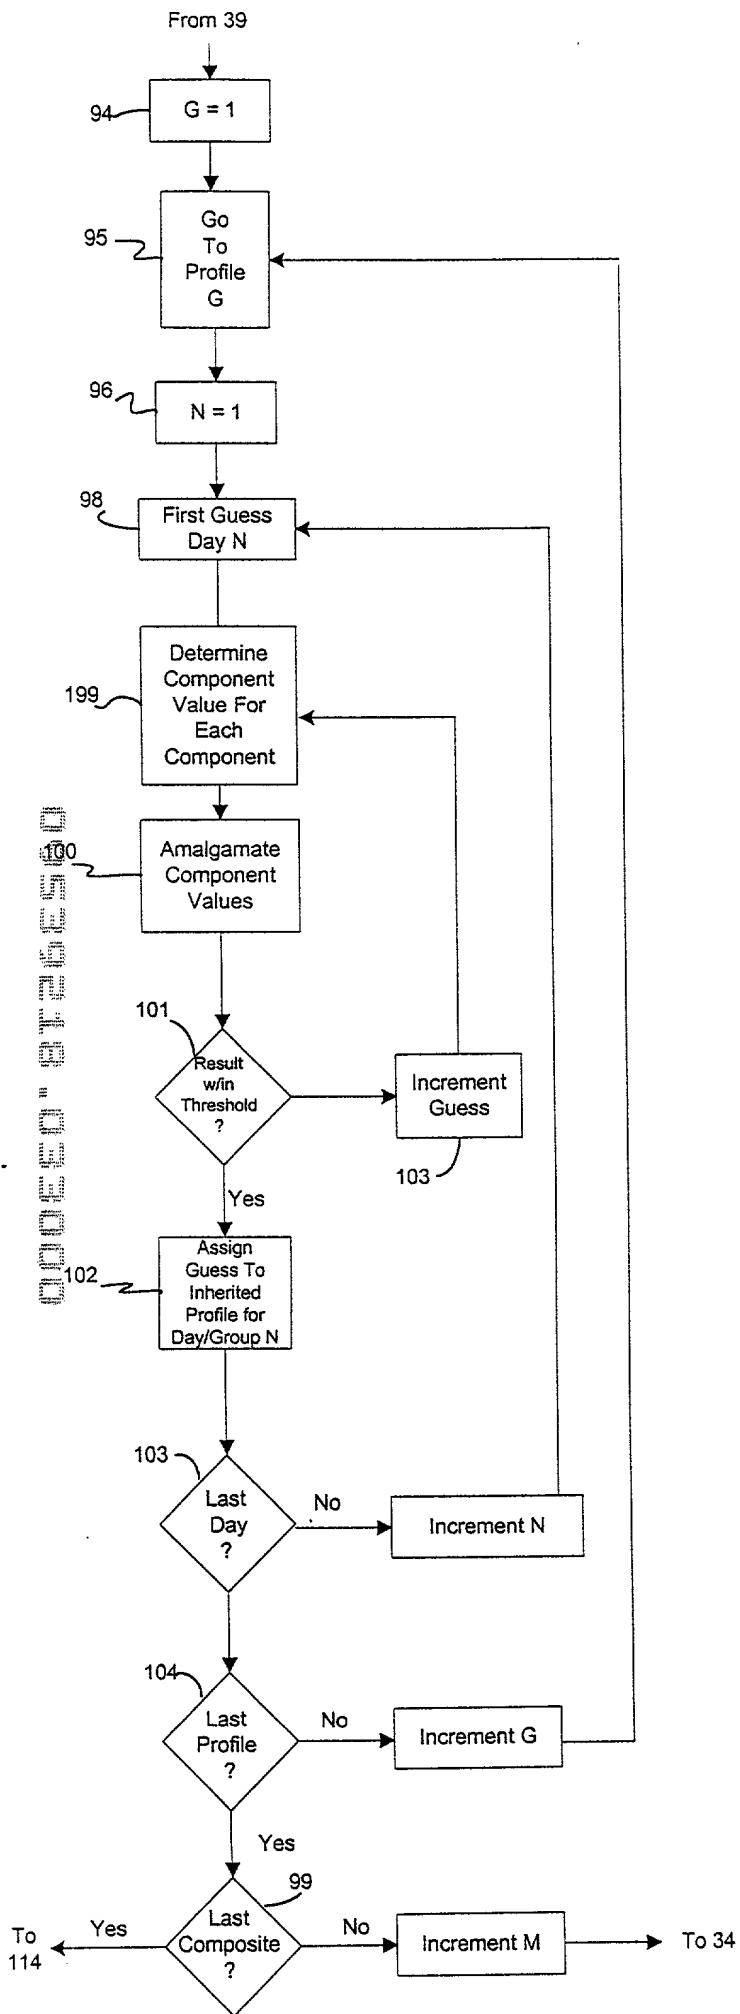 From 39
94
G = 1
95
Go
To
Profile
G
96
N = 1
98
First Guess
Day N
199
Determine
Component
Value For
Each
Component
100
Amalgamate
Component
Values
101
Result
w/in
Threshold
?
Increment
Guess
103
Yes
102
Assign
Guess To
Inherited
Profile for
Day/Group N
103
Last
Day
?
No
Increment N
104
Last
Profile
?
No
Increment G
Yes
99
Last
Composite
?
Yes
To
114
No
Increment M
To 34